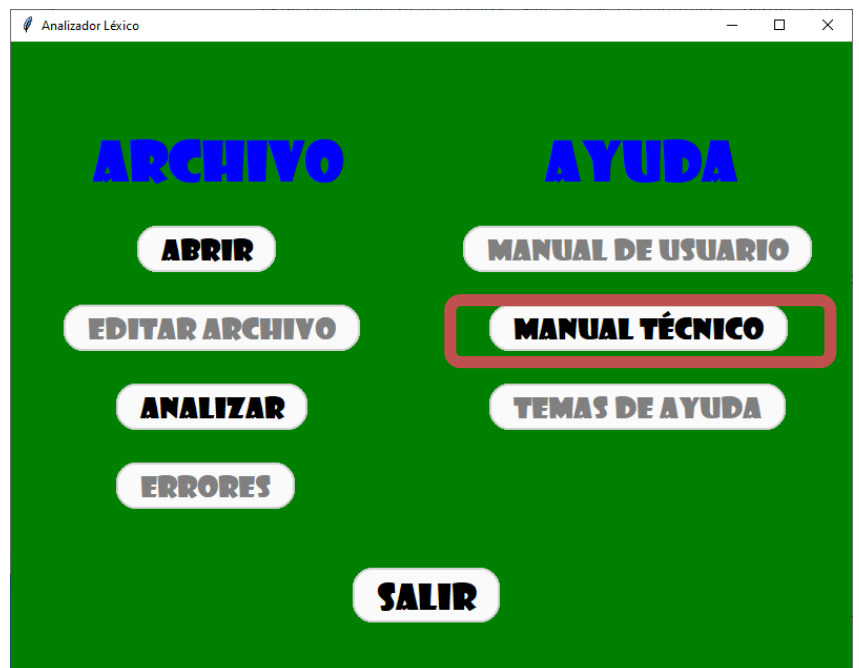 Analizador Léxico
ARCHIVO
ABRIR
EDITAR ARCHIVO
ANALIZAR
ERRORES
AYUDA
MANUAL DE USUARIO
MANUAL TÉCNICO
TEMAS DE AYUDA
SALIR